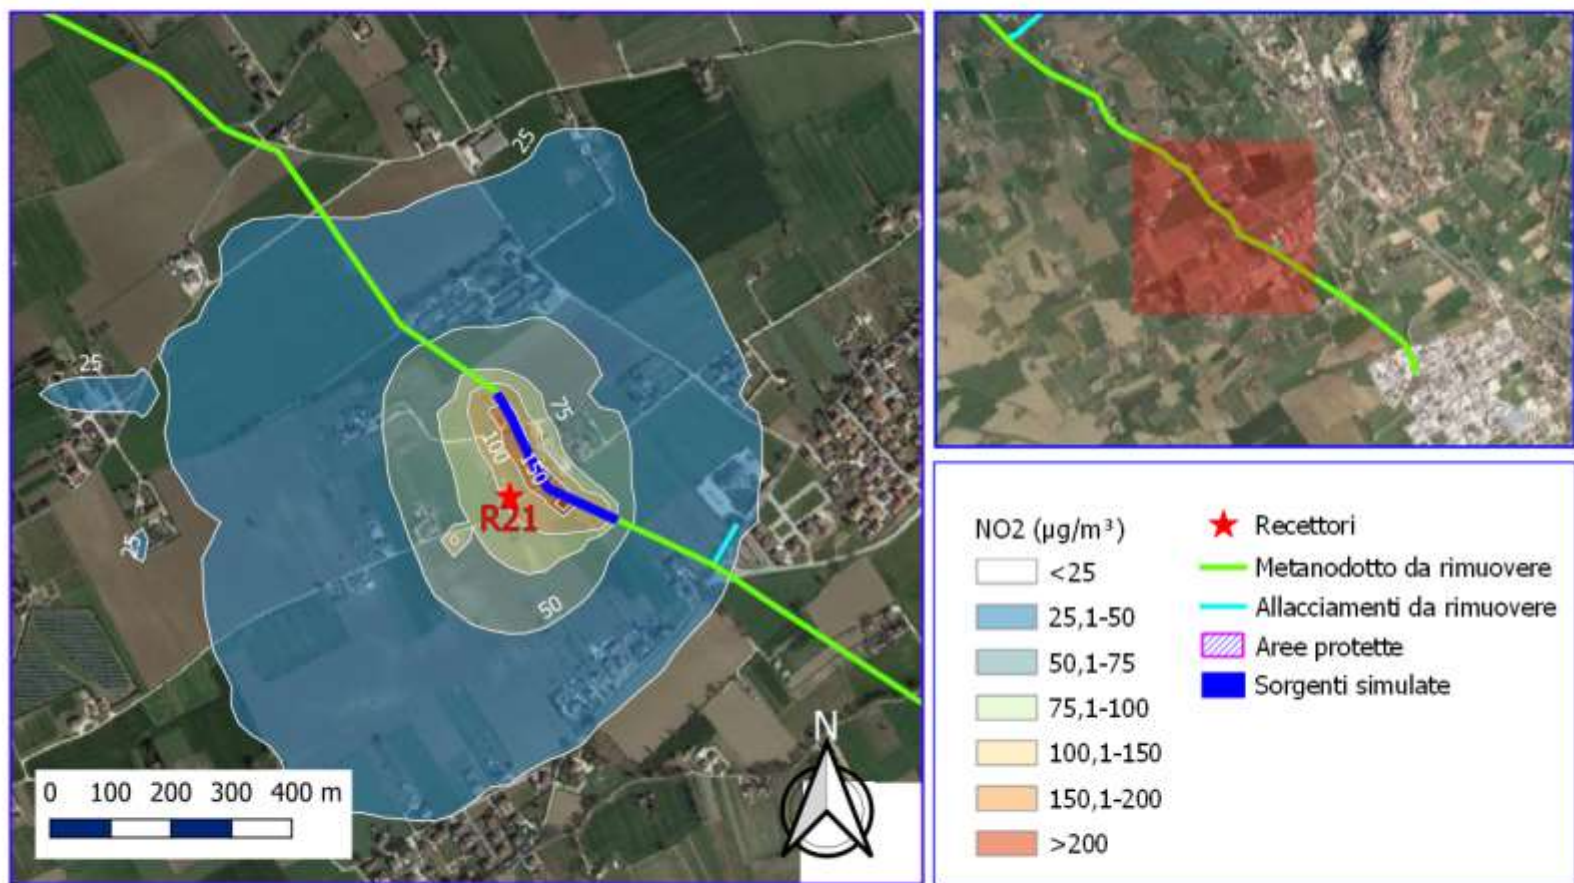 25
25
75
100
150
R21
25
50
0 100 200 300 400 m
N
NO2 (µg/m³)
<25
25,1-50
50,1-75
75,1-100
100,1-150
150,1-200
>200
Recettori
Metanodotto da rimuovere
Allacciamenti da rimuovere
Aree protette
Sorgenti simulate